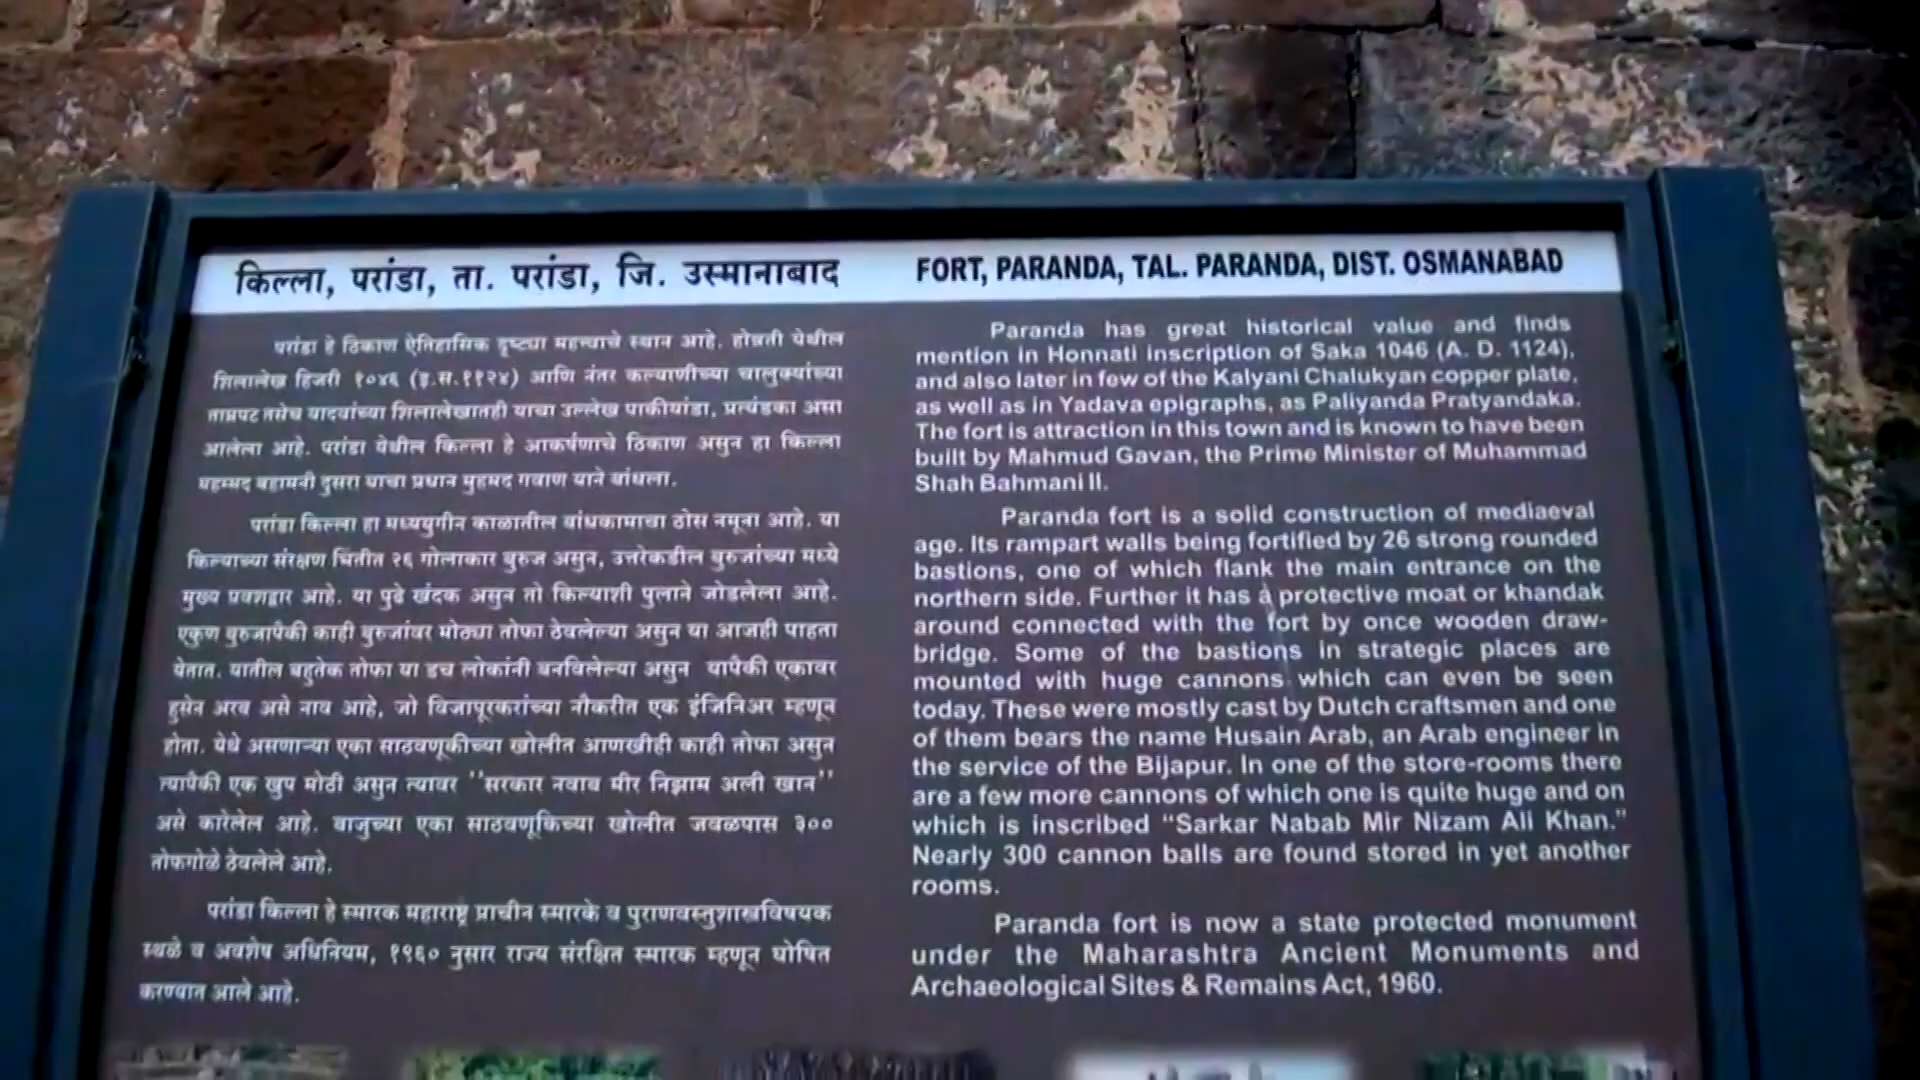 किल्ला, परांडा, ता. परांडा, जि. उस्मानाबाद
परांडा हे ठिकाण ऐतिहासिक दृष्ट्या महत्त्वाचे स्थान आहे. होन्नती येथील
शिलालेख हिजरी १०४६ (इ.स.११२४) आणि नंतर कल्याणीच्या चालुक्यांच्या
ताम्रपट तसेच यादवांच्या शिलालेखातही याचा उल्लेख पाकीयांडा, प्रत्यंडका असा
आलेला आहे. परांडा येथील किल्ला हे आकर्षणाचे ठिकाण असुन हा किल्ला
महम्मद बहामनी दुसरा याचा प्रधान मुहमद गवाण याने बांधला.
परांडा किल्ला हा मध्ययुगीन काळातील बांधकामाचा ठोस नमूना आहे. या
किल्याच्या संरक्षण भिंतीत २६ गोलाकार बुरुज असुन, उत्तरेकडील बुरुजांच्या मध्ये
मुख्य प्रवशद्वार आहे. या पुढे खंदक असुन तो किल्याशी पुलाने जोडलेला आहे.
एकुण बुरुजापैकी काही बुरुजांवर मोठ्या तोफा ठेवलेल्या असुन या आजही पाहता
येतात. यातील बहुतेक तोफा या डच लोकांनी बनविलेल्या असुन यापैकी एकावर
हुसेन अरब असे नाव आहे, जो विजापूरकरांच्या नौकरीत एक इंजिनिअर म्हणून
होता. येथे असणाऱ्या एका साठवणूकीच्या खोलीत आणखीही काही तोफा असुन
त्यापैकी एक खुप मोठी असुन त्यावर "सरकार नवाब मीर निझाम अली खान"
असे कोरलेल आहे. बाजुच्या एका साठवणूकिच्या खोलीत जवळपास ३००
तोफगोळे ठेवलेले आहे.
परांडा किल्ला हे स्मारक महाराष्ट्र प्राचीन स्मारके व पुराणवस्तुशास्त्रविषयक
स्थळे व अवशेष अधिनियम, १९६० नुसार राज्य संरक्षित स्मारक म्हणून घोषित
करण्यात आले आहे.
FORT, PARANDA, TAL. PARANDA, DIST. OSMANABAD
Paranda has great historical value and finds
mention in Honnati inscription of Saka 1046 (A. D. 1124),
and also later in few of the Kalyani Chalukyan copper plate,
as well as in Yadava epigraphs, as Paliyanda Pratyandaka.
The fort is attraction in this town and is known to have been
built by Mahmud Gavan, the Prime Minister of Muhammad
Shah Bahmani II.
Paranda fort is a solid construction of mediaeval
age. Its rampart walls being fortified by 26 strong rounded
bastions, one of which flank the main entrance on the
northern side. Further it has a protective moat or khandak
around connected with the fort by once wooden draw-
bridge. Some of the bastions in strategic places are
mounted with huge cannons which can even be seen
today. These were mostly cast by Dutch craftsmen and one
of them bears the name Husain Arab, an Arab engineer in
the service of the Bijapur. In one of the store-rooms there
are a few more cannons of which one is quite huge and on
which is inscribed “Sarkar Nabab Mir Nizam Ali Khan.”
Nearly 300 cannon balls are found stored in yet another
rooms.
Paranda fort is now a state protected monument
under the Maharashtra Ancient Monuments and
Archaeological Sites & Remains Act, 1960.